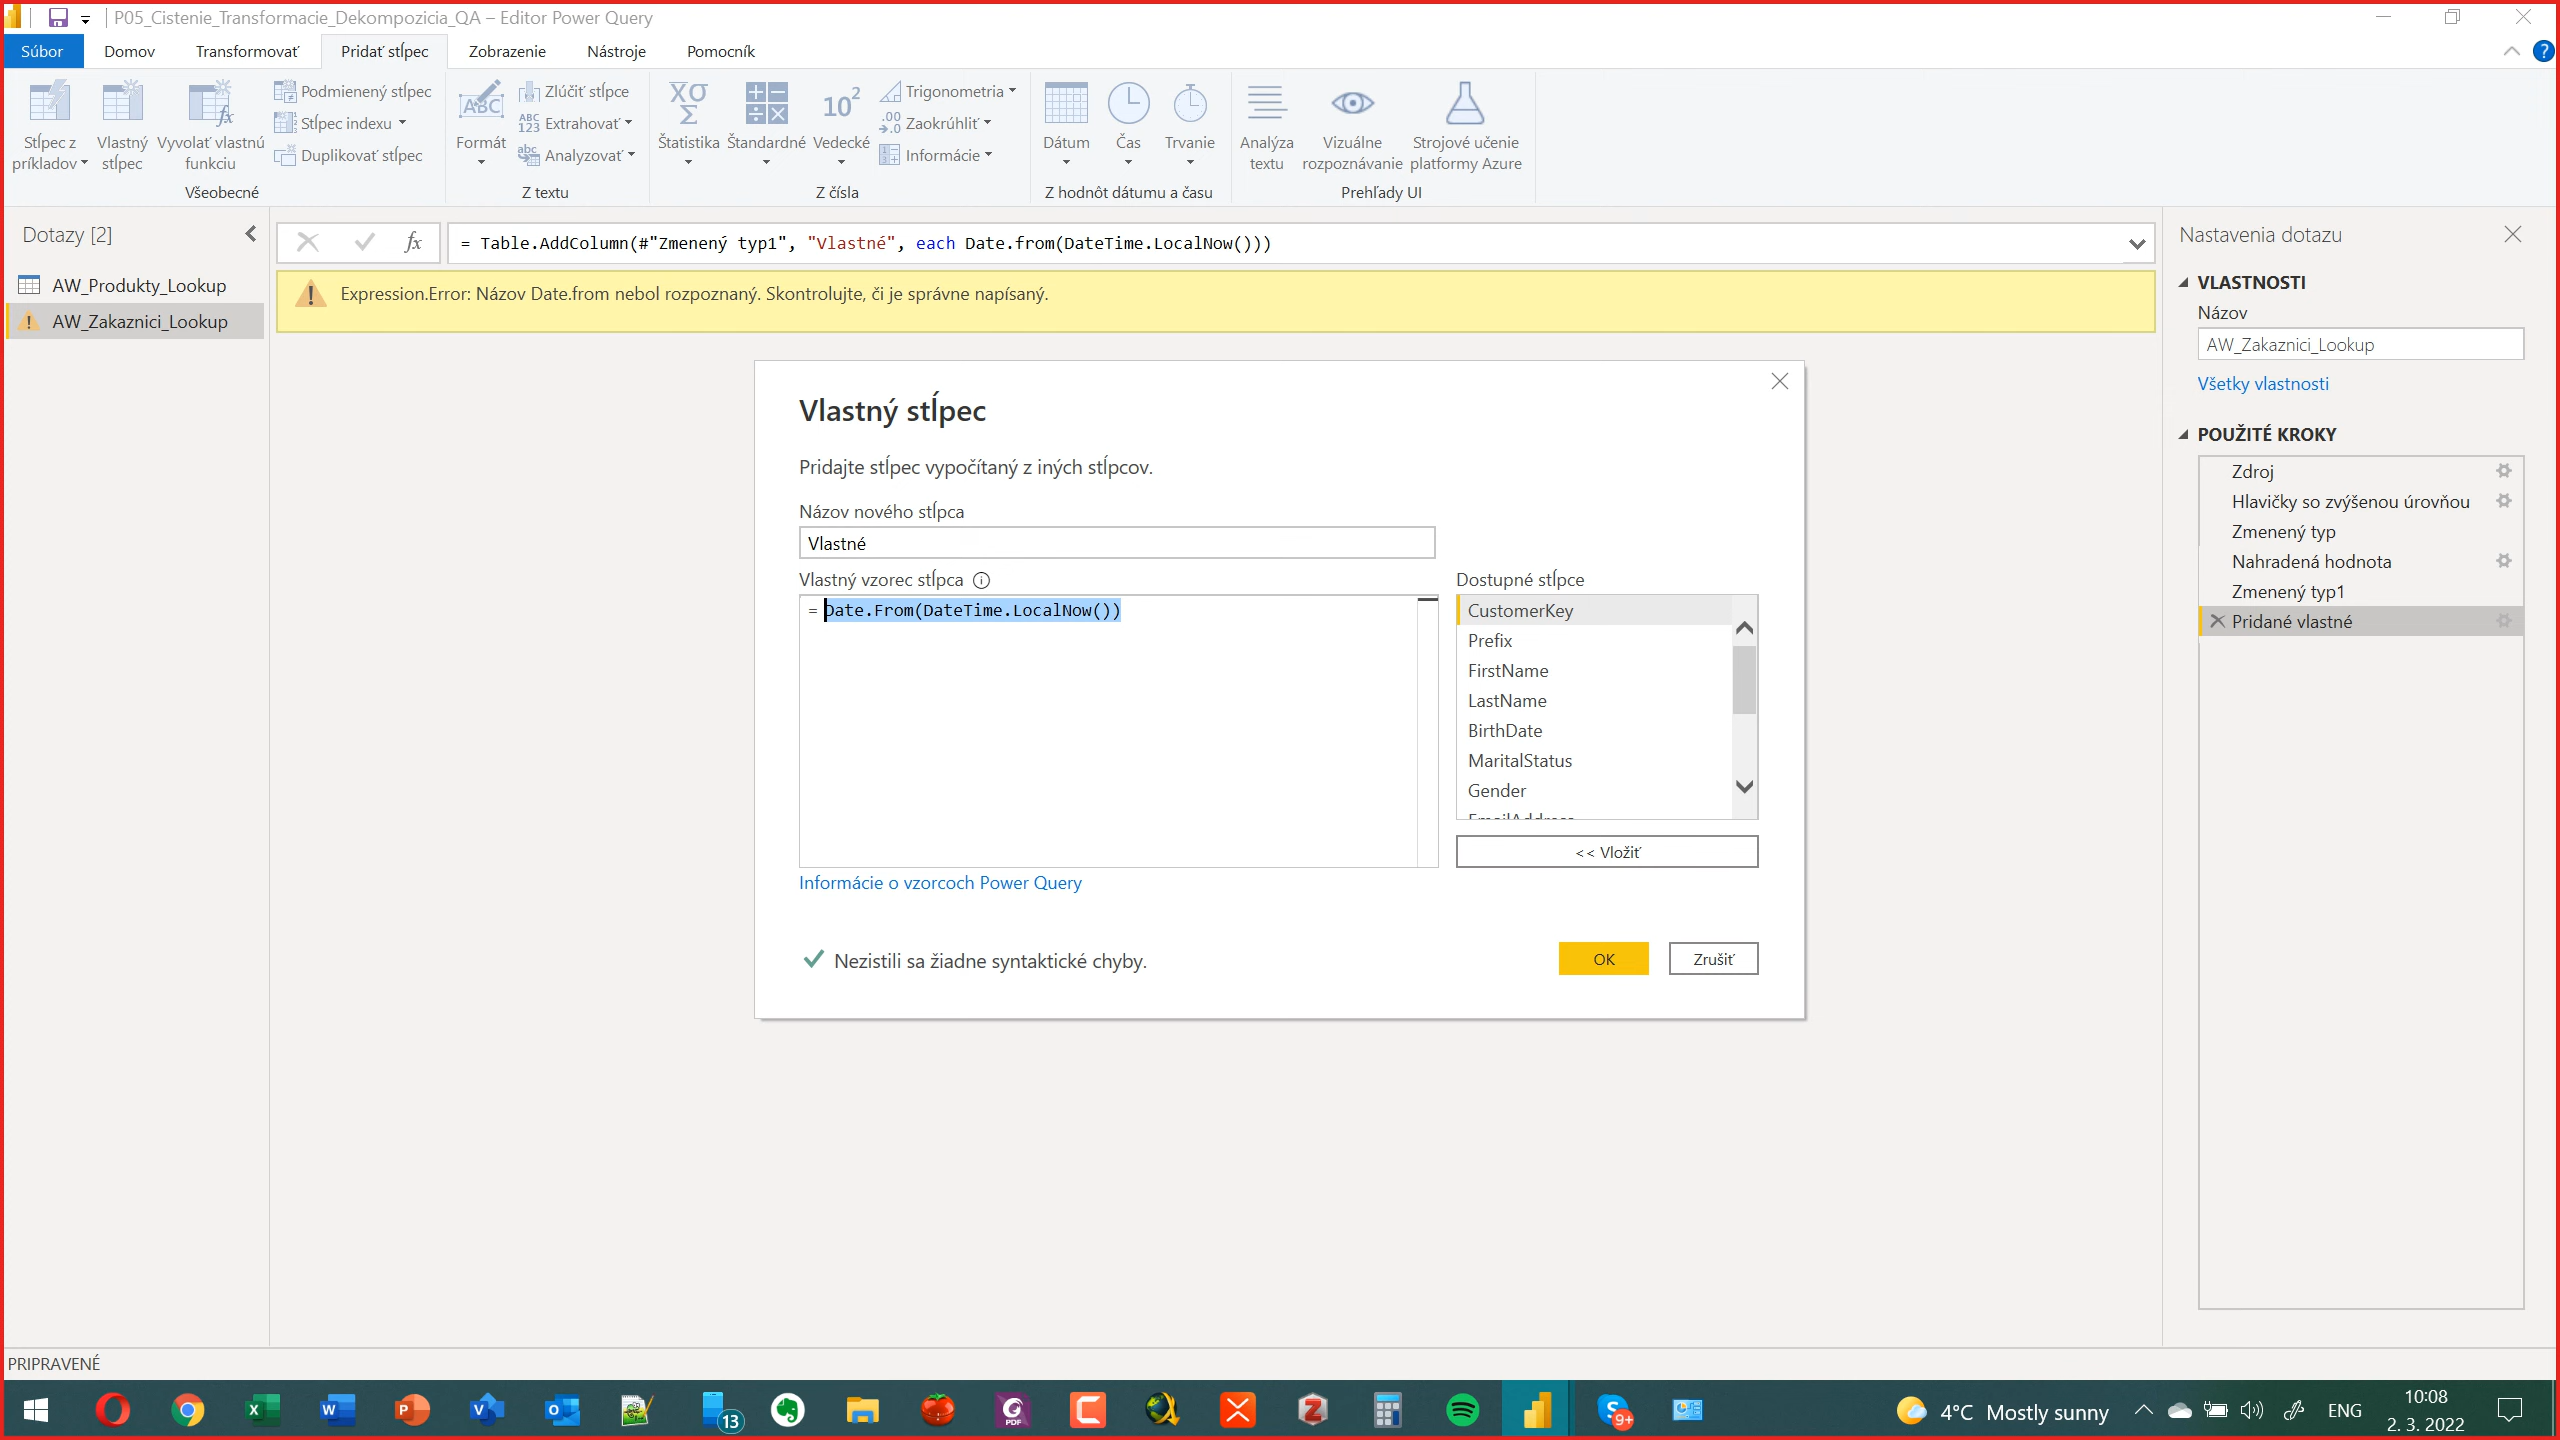 P05_Cistenie_Transformacie_Dekompozicia_QA – Editor Power Query
Súbor
Domov
Transformovať
Pridať stĺpec
Zobrazenie
Nástroje
Pomocník
Stĺpec z príkladov
Vlastný stĺpec
Vyvolať vlastnú funkciu
Podmienený stĺpec
Stĺpec indexu
Duplikovať stĺpec
Všeobecné
Formát
Zlúčiť stĺpce
Extrahovať
Analyzovať
Z textu
Štatistika
Štandardné
Vedecké
Trigonometria
Zaokrúhliť
Informácie
Z čísla
Dátum
Čas
Trvanie
Z hodnôt dátumu a času
Analýza textu
Vizuálne rozpoznávanie
Strojové učenie platformy Azure
Prehľady UI
Dotazy [2]
AW_Produkty_Lookup
AW_Zakaznici_Lookup
= Table.AddColumn(#"Zmenený typ1", "Vlastné", each Date.from(DateTime.LocalNow()))
Expression.Error: Názov Date.from nebol rozpoznaný. Skontrolujte, či je správne napísaný.
Vlastný stĺpec
Pridajte stĺpec vypočítaný z iných stĺpcov.
Názov nového stĺpca
Vlastné
Vlastný vzorec stĺpca
= Date.From(DateTime.LocalNow())
Dostupné stĺpce
CustomerKey
Prefix
FirstName
LastName
BirthDate
MaritalStatus
Gender
EmailAddress
<< Vložiť
Informácie o vzorcoch Power Query
Nezistili sa žiadne syntaktické chyby.
OK
Zrušiť
Nastavenia dotazu
VLASTNOSTI
Názov
AW_Zakaznici_Lookup
Všetky vlastnosti
POUŽITÉ KROKY
Zdroj
Hlavičky so zvýšenou úrovňou
Zmenený typ
Nahradená hodnota
Zmenený typ1
Pridané vlastné
PRIPRAVENÉ
13
9+
4°C Mostly sunny
ENG
10:08
2. 3. 2022